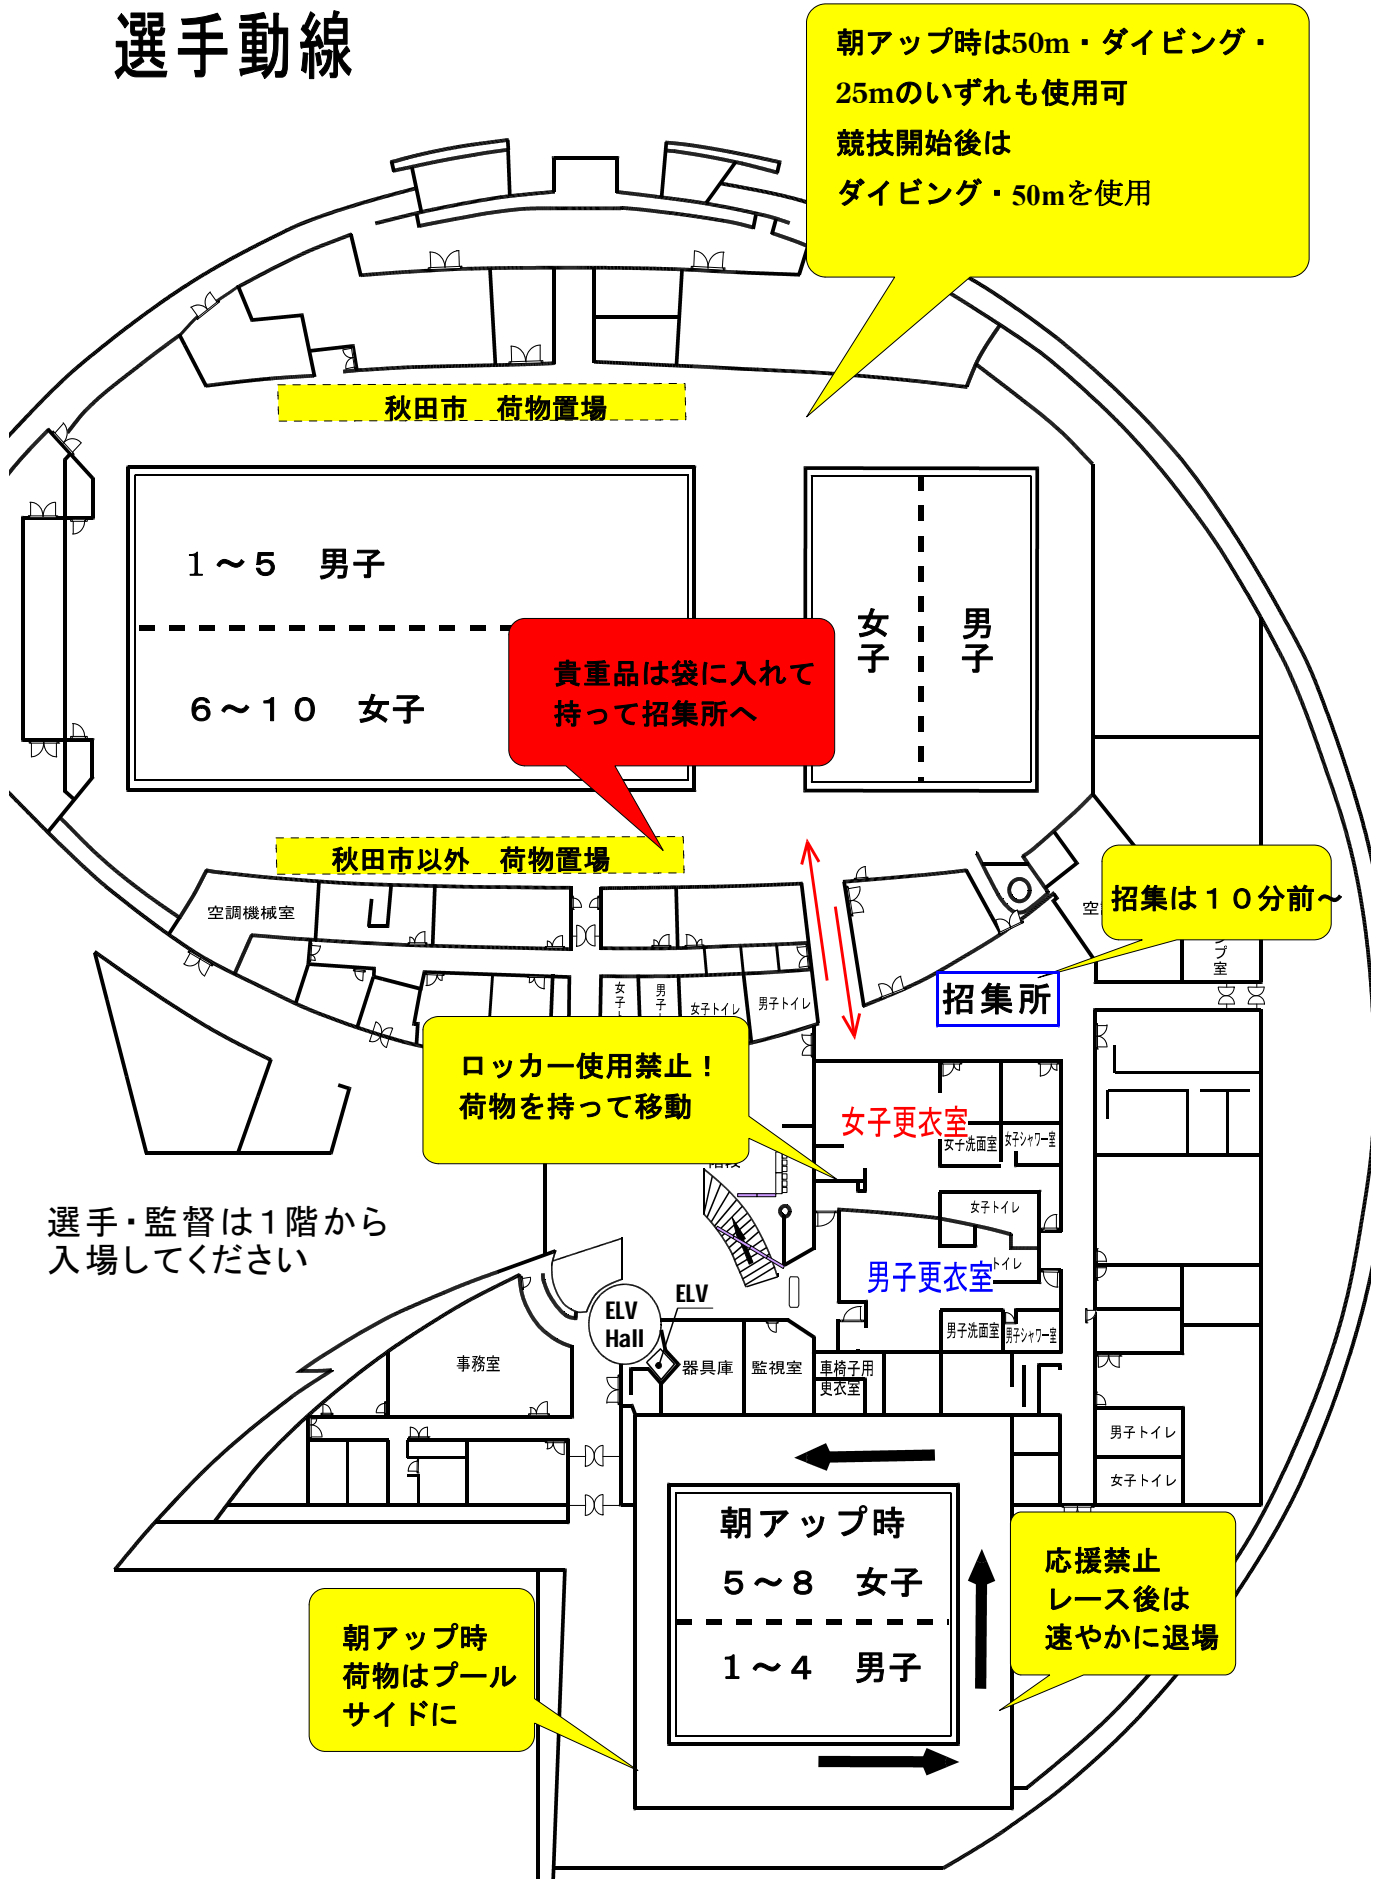 選手動線
朝アップ時は50m・ダイビング・
25mのいずれも使用可
競技開始後は
ダイビング・50mを使用
秋田市　荷物置場
1～5　男子
6～10　女子
女子
男子
貴重品は袋に入れて
持って招集所へ
秋田市以外　荷物置場
空調機械室
招集は10分前～
空
プ室
招集所
女子
男子
女子トイレ
男子トイレ
ロッカー使用禁止！
荷物を持って移動
女子更衣室
女子洗面室
女子シャワー室
女子トイレ
選手・監督は1階から
入場してください
男子更衣室
トイレ
ELV
ELV
Hall
男子洗面室
男子シャワー室
事務室
器具庫
監視室
車椅子用
更衣室
男子トイレ
女子トイレ
朝アップ時
5～8　女子
1～4　男子
応援禁止
レース後は
速やかに退場
朝アップ時
荷物はプール
サイドに